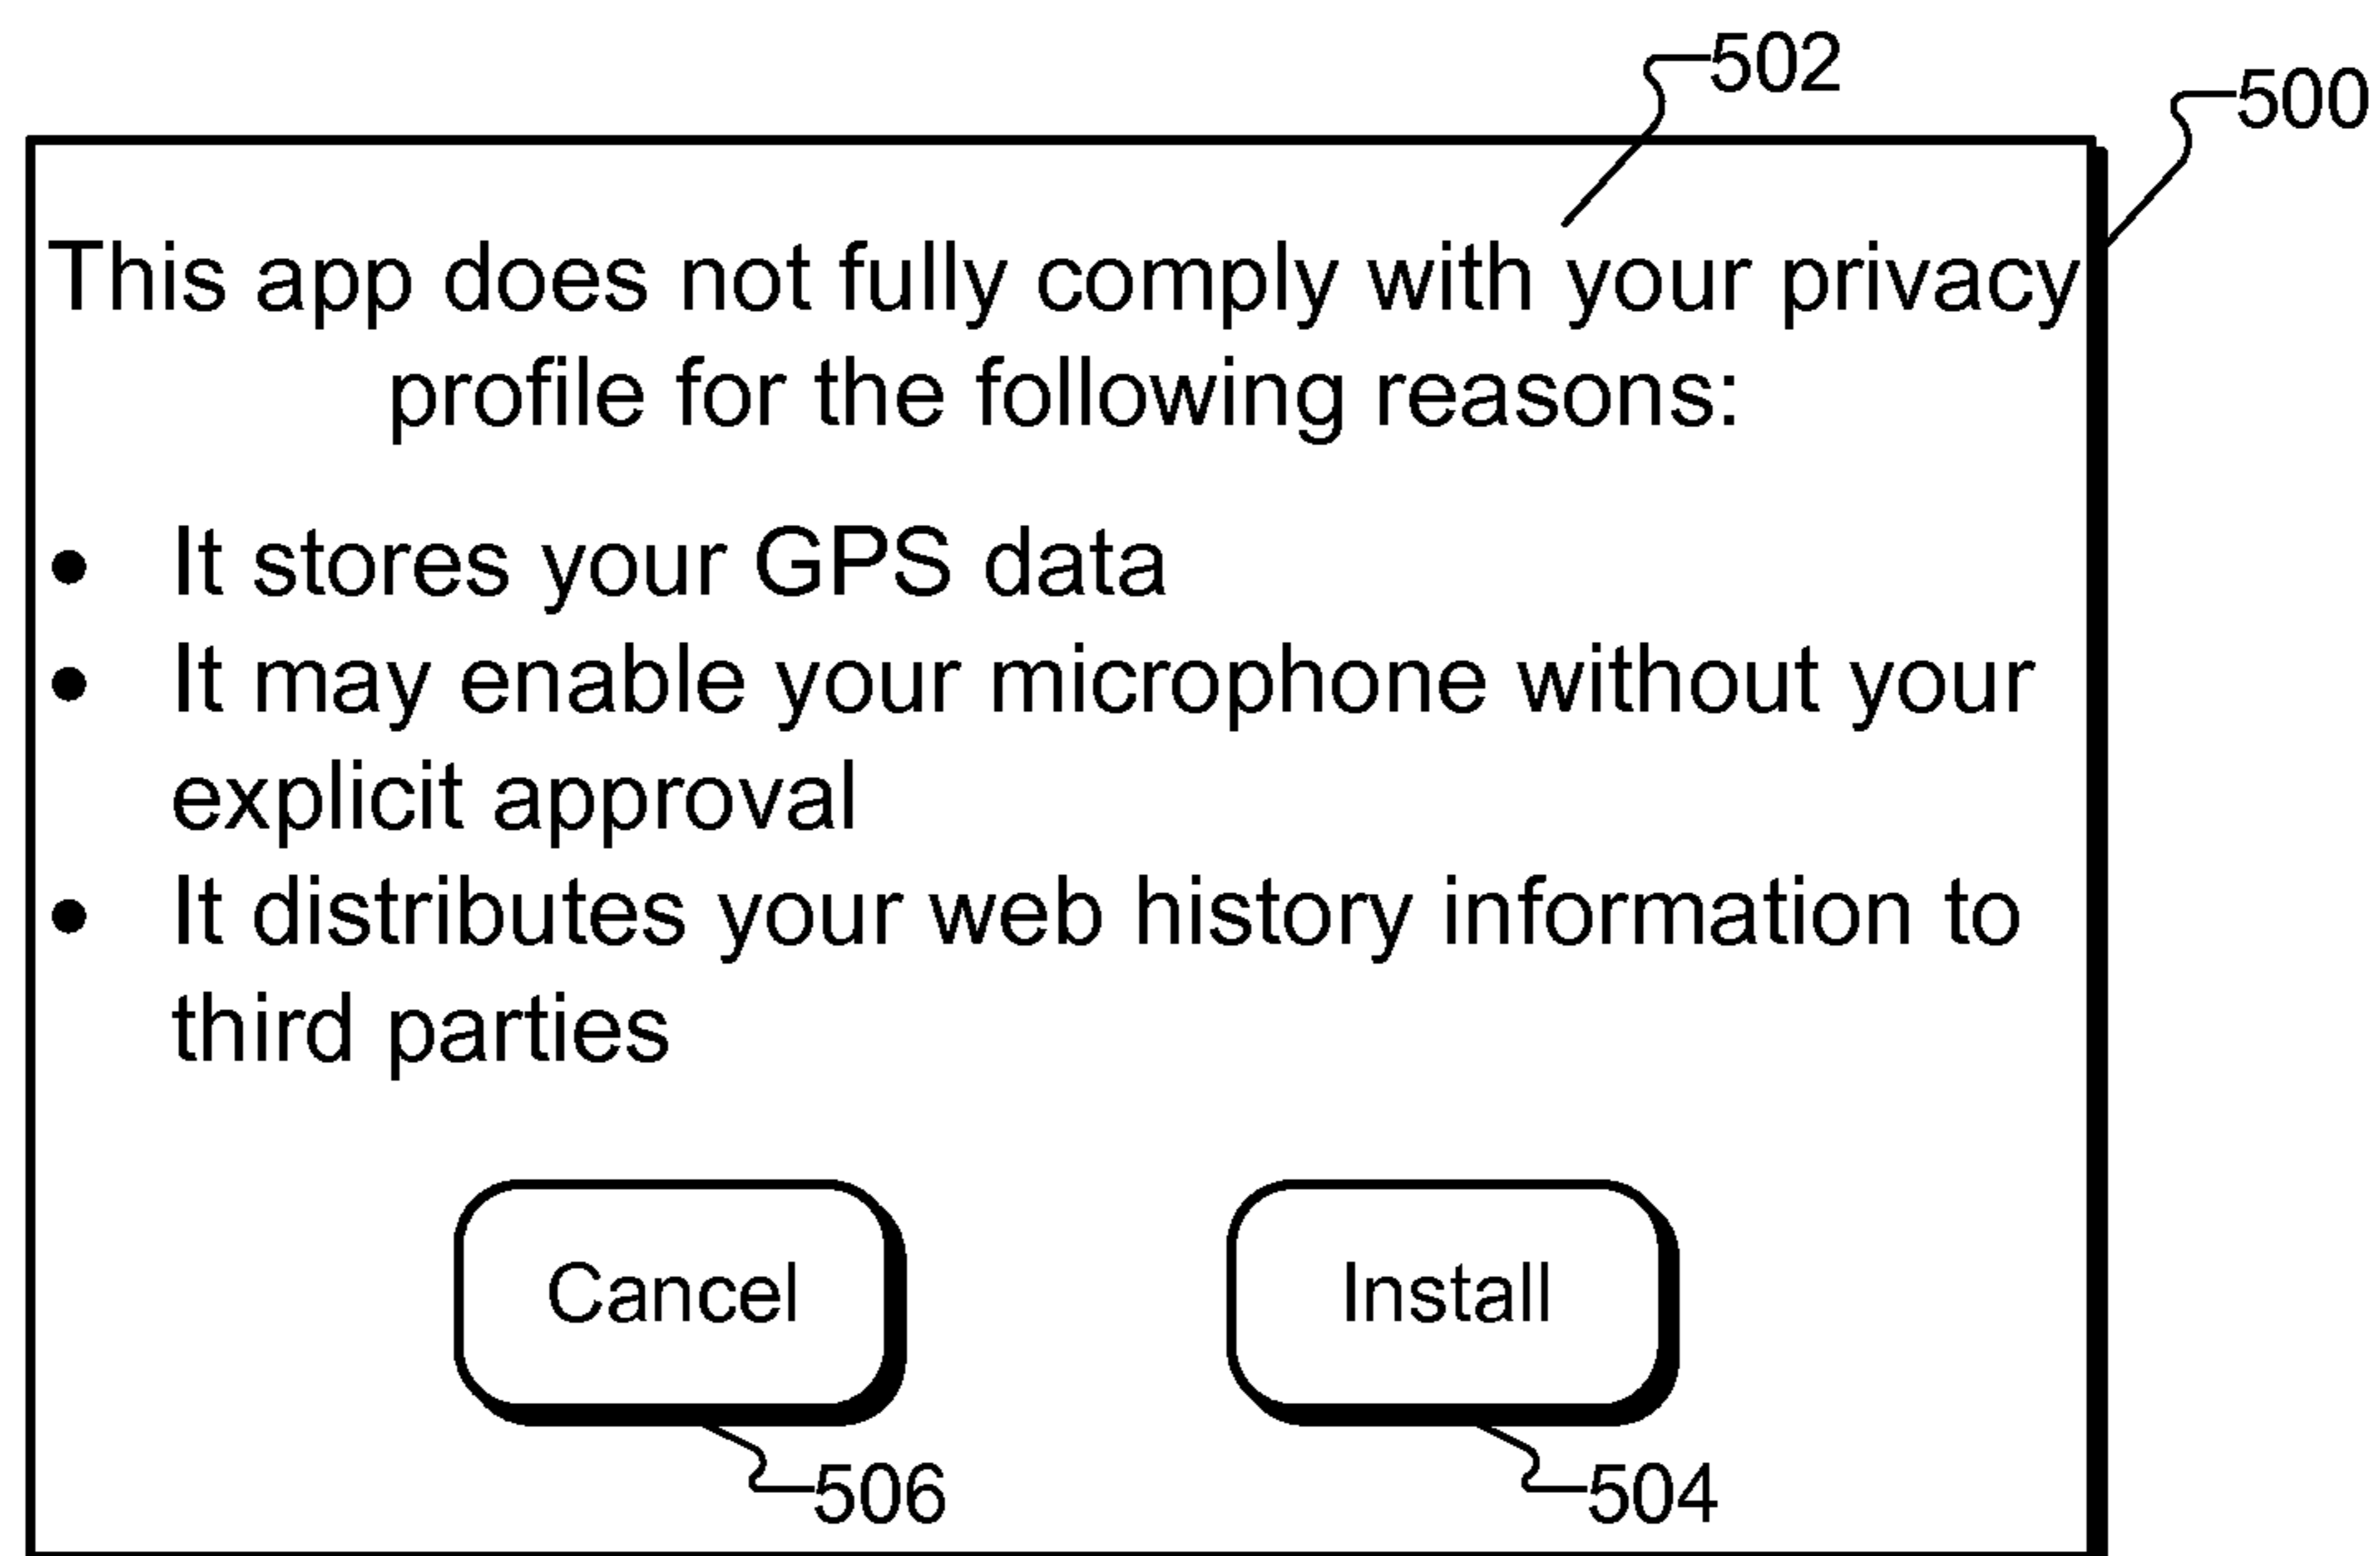 502
500
This app does not fully comply with your privacy
profile for the following reasons:
• It stores your GPS data
• It may enable your microphone without your
explicit approval
• It distributes your web history information to
third parties
Cancel
Install
506
504